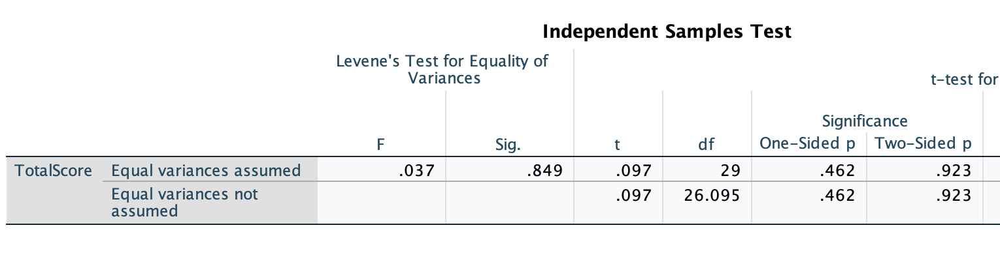 Independent Samples Test
Levene's Test for Equality of
Variances
t-test for
Significance
F Sig. t df One-Sided p Two-Sided p
TotalScore Equal variances assumed .037 .849 .097 29 .462 .923
Equal variances not
assumed .097 26.095 .462 .923